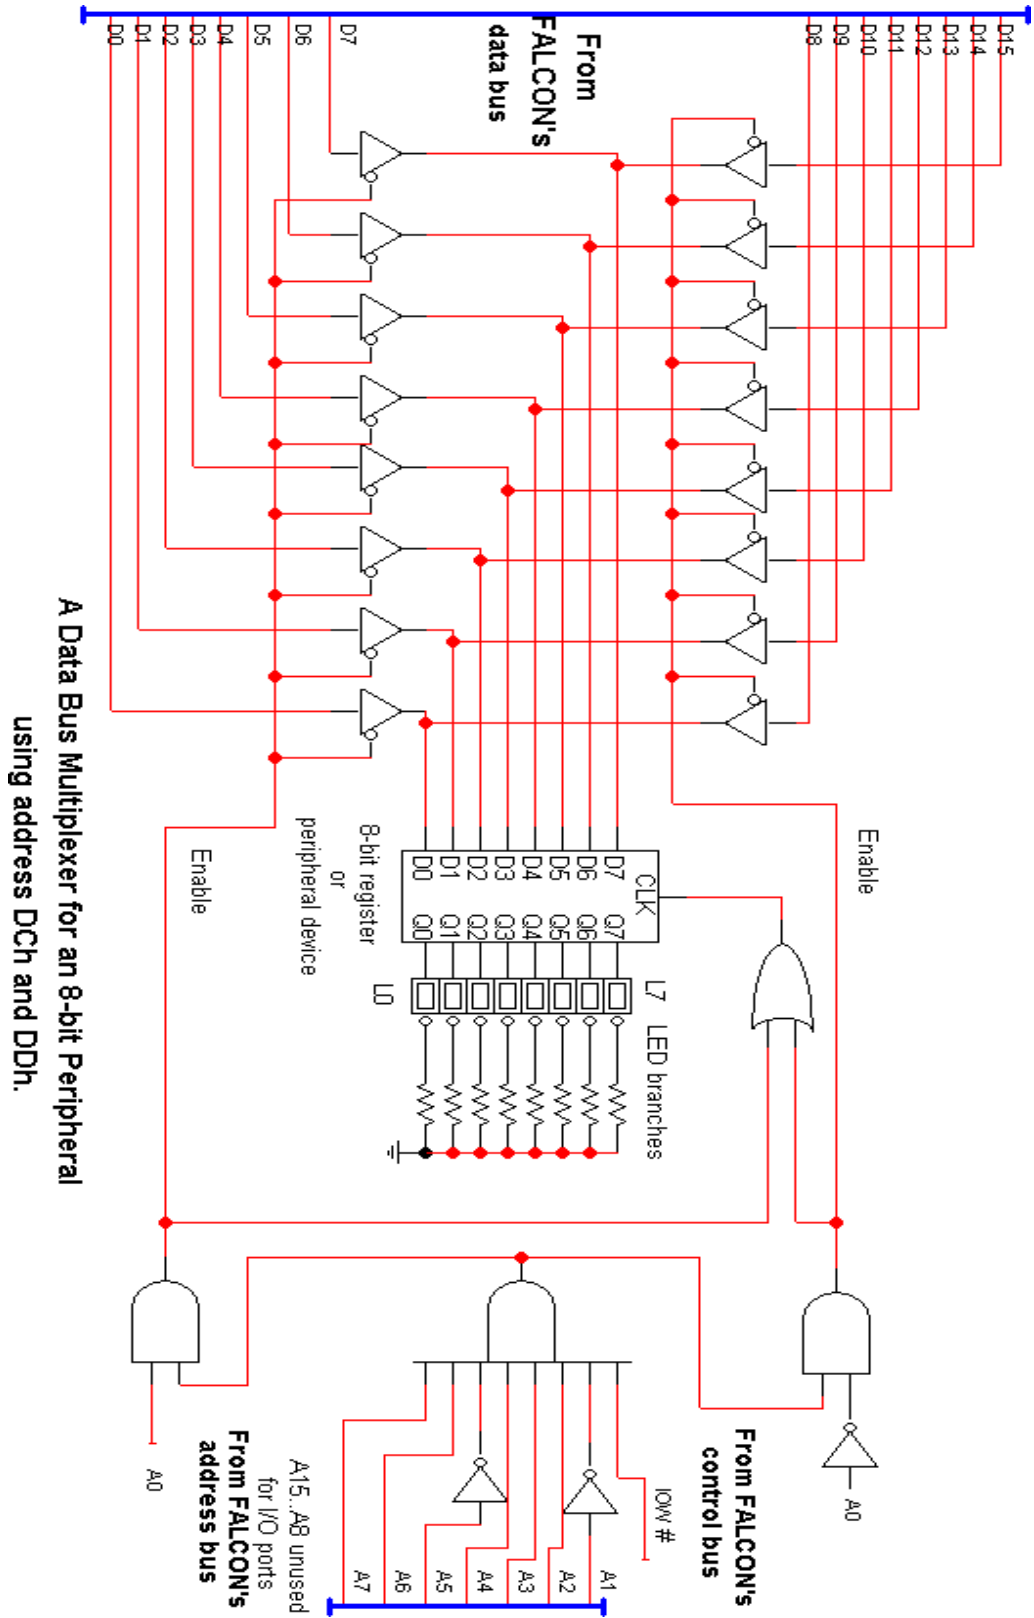 D15
D14
D13
D12
D11
D10
D9
D8
From
FALCON's
data bus
D7
D6
D5
D4
D3
D2
D1
D0
Enable
Enable
CLK
D7
D6
D5
D4
D3
D2
D1
D0
Q7
Q6
Q5
Q4
Q3
Q2
Q1
Q0
8-bit register
or
peripheral device
L7
L0
LED branches
A0
From FALCON's
control bus
IOW #
A0
A1
A2
A3
A4
A5
A6
A7
A15..A8 unused
for I/O ports
From FALCON's
address bus
A Data Bus Multiplexer for an 8-bit Peripheral
using address DCh and DDh.